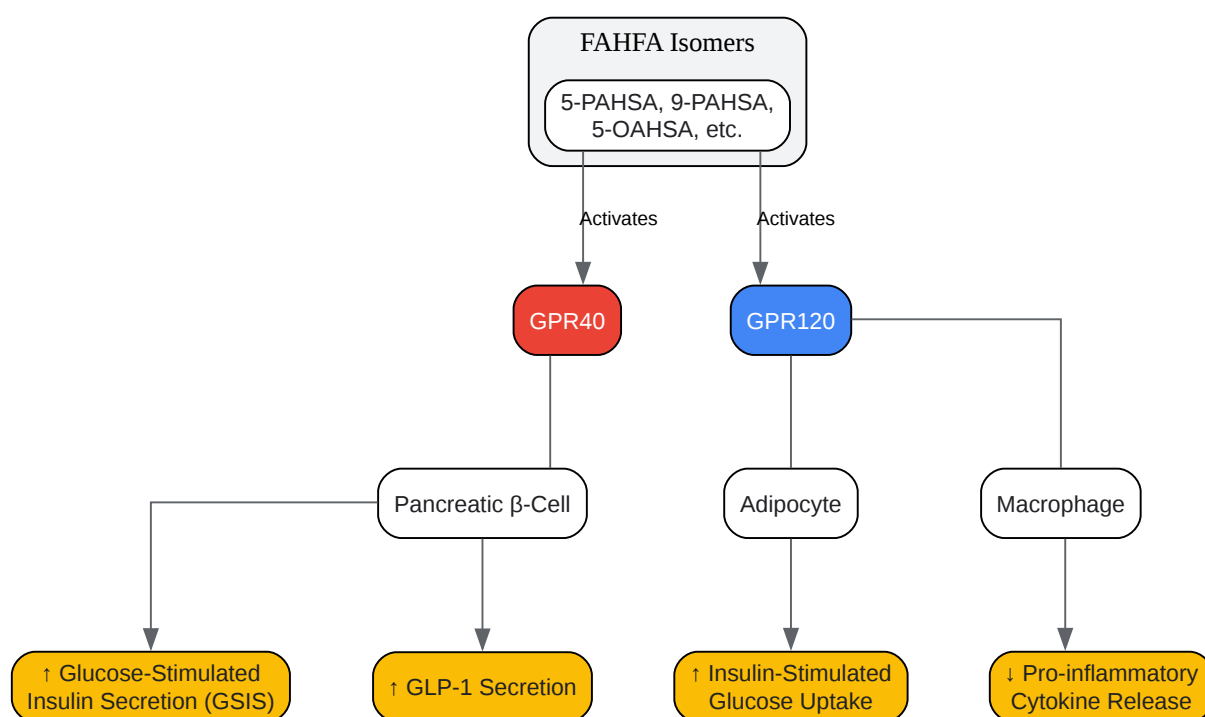 FAHFA Isomers
5-PAHSA, 9-PAHSA,
5-OAHSA, etc.
Activates
Activates
GPR40
GPR120
Pancreatic β-Cell
Adipocyte
Macrophage
↑ Glucose-Stimulated
Insulin Secretion (GSIS)
↑ GLP-1 Secretion
↑ Insulin-Stimulated
Glucose Uptake
↓ Pro-inflammatory
Cytokine Release